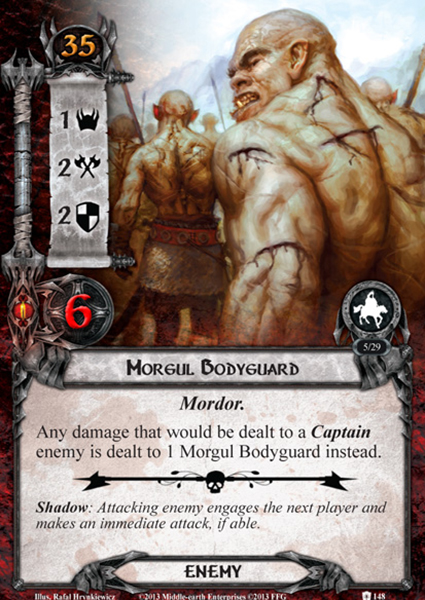 35
1
2
2
6
5/29
Morgul Bodyguard
Mordor.
Any damage that would be dealt to a Captain
enemy is dealt to 1 Morgul Bodyguard instead.
Shadow: Attacking enemy engages the next player and
makes an immediate attack, if able.
ENEMY
Illus. Rafał Hrynkiewicz ©2013 Middle-earth Enterprises ©2013 FFG 148